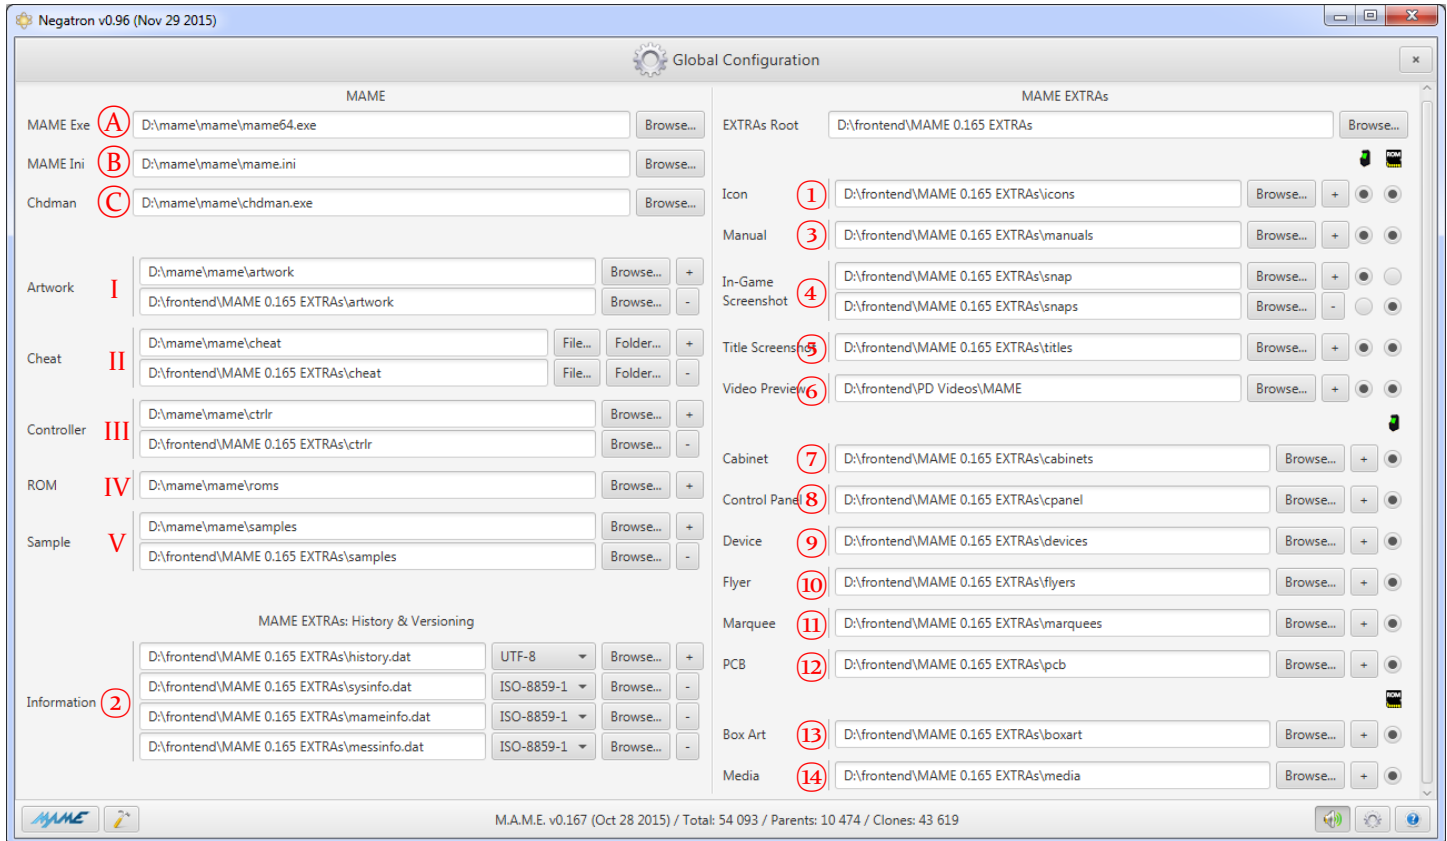 Negatron v0.96 (Nov 29 2015)
Global Configuration
MAME
MAME Exe A D:\mame\mame\mame64.exe Browse...
MAME Ini B D:\mame\mame\mame.ini Browse...
Chdman C D:\mame\mame\chdman.exe Browse...
Artwork I
D:\mame\mame\artwork Browse... +
D:\frontend\MAME 0.165 EXTRAs\artwork Browse... -
Cheat II
D:\mame\mame\cheat File... Folder... +
D:\frontend\MAME 0.165 EXTRAs\cheat File... Folder... -
Controller III
D:\mame\mame\ctrlr Browse... +
D:\frontend\MAME 0.165 EXTRAs\ctrlr Browse... -
ROM IV D:\mame\mame\roms Browse... +
Sample V
D:\mame\mame\samples Browse... +
D:\frontend\MAME 0.165 EXTRAs\samples Browse... -
MAME EXTRAs: History & Versioning
Information 2
D:\frontend\MAME 0.165 EXTRAs\history.dat UTF-8 Browse... +
D:\frontend\MAME 0.165 EXTRAs\sysinfo.dat ISO-8859-1 Browse... -
D:\frontend\MAME 0.165 EXTRAs\mameinfo.dat ISO-8859-1 Browse... -
D:\frontend\MAME 0.165 EXTRAs\messinfo.dat ISO-8859-1 Browse... -
MAME EXTRAs
EXTRAs Root D:\frontend\MAME 0.165 EXTRAs Browse...
ROM
Icon 1 D:\frontend\MAME 0.165 EXTRAs\icons Browse... +
Manual 3 D:\frontend\MAME 0.165 EXTRAs\manuals Browse... +
In-Game
Screenshot 4
D:\frontend\MAME 0.165 EXTRAs\snap Browse... +
D:\frontend\MAME 0.165 EXTRAs\snaps Browse... -
Title Screenshot 5 D:\frontend\MAME 0.165 EXTRAs\titles Browse... +
Video Preview 6 D:\frontend\PD Videos\MAME Browse... +
Cabinet 7 D:\frontend\MAME 0.165 EXTRAs\cabinets Browse... +
Control Panel 8 D:\frontend\MAME 0.165 EXTRAs\cpanel Browse... +
Device 9 D:\frontend\MAME 0.165 EXTRAs\devices Browse... +
Flyer 10 D:\frontend\MAME 0.165 EXTRAs\flyers Browse... +
Marquee 11 D:\frontend\MAME 0.165 EXTRAs\marquees Browse... +
PCB 12 D:\frontend\MAME 0.165 EXTRAs\pcb Browse... +
ROM
Box Art 13 D:\frontend\MAME 0.165 EXTRAs\boxart Browse... +
Media 14 D:\frontend\MAME 0.165 EXTRAs\media Browse... +
MAME
M.A.M.E. v0.167 (Oct 28 2015) / Total: 54 093 / Parents: 10 474 / Clones: 43 619